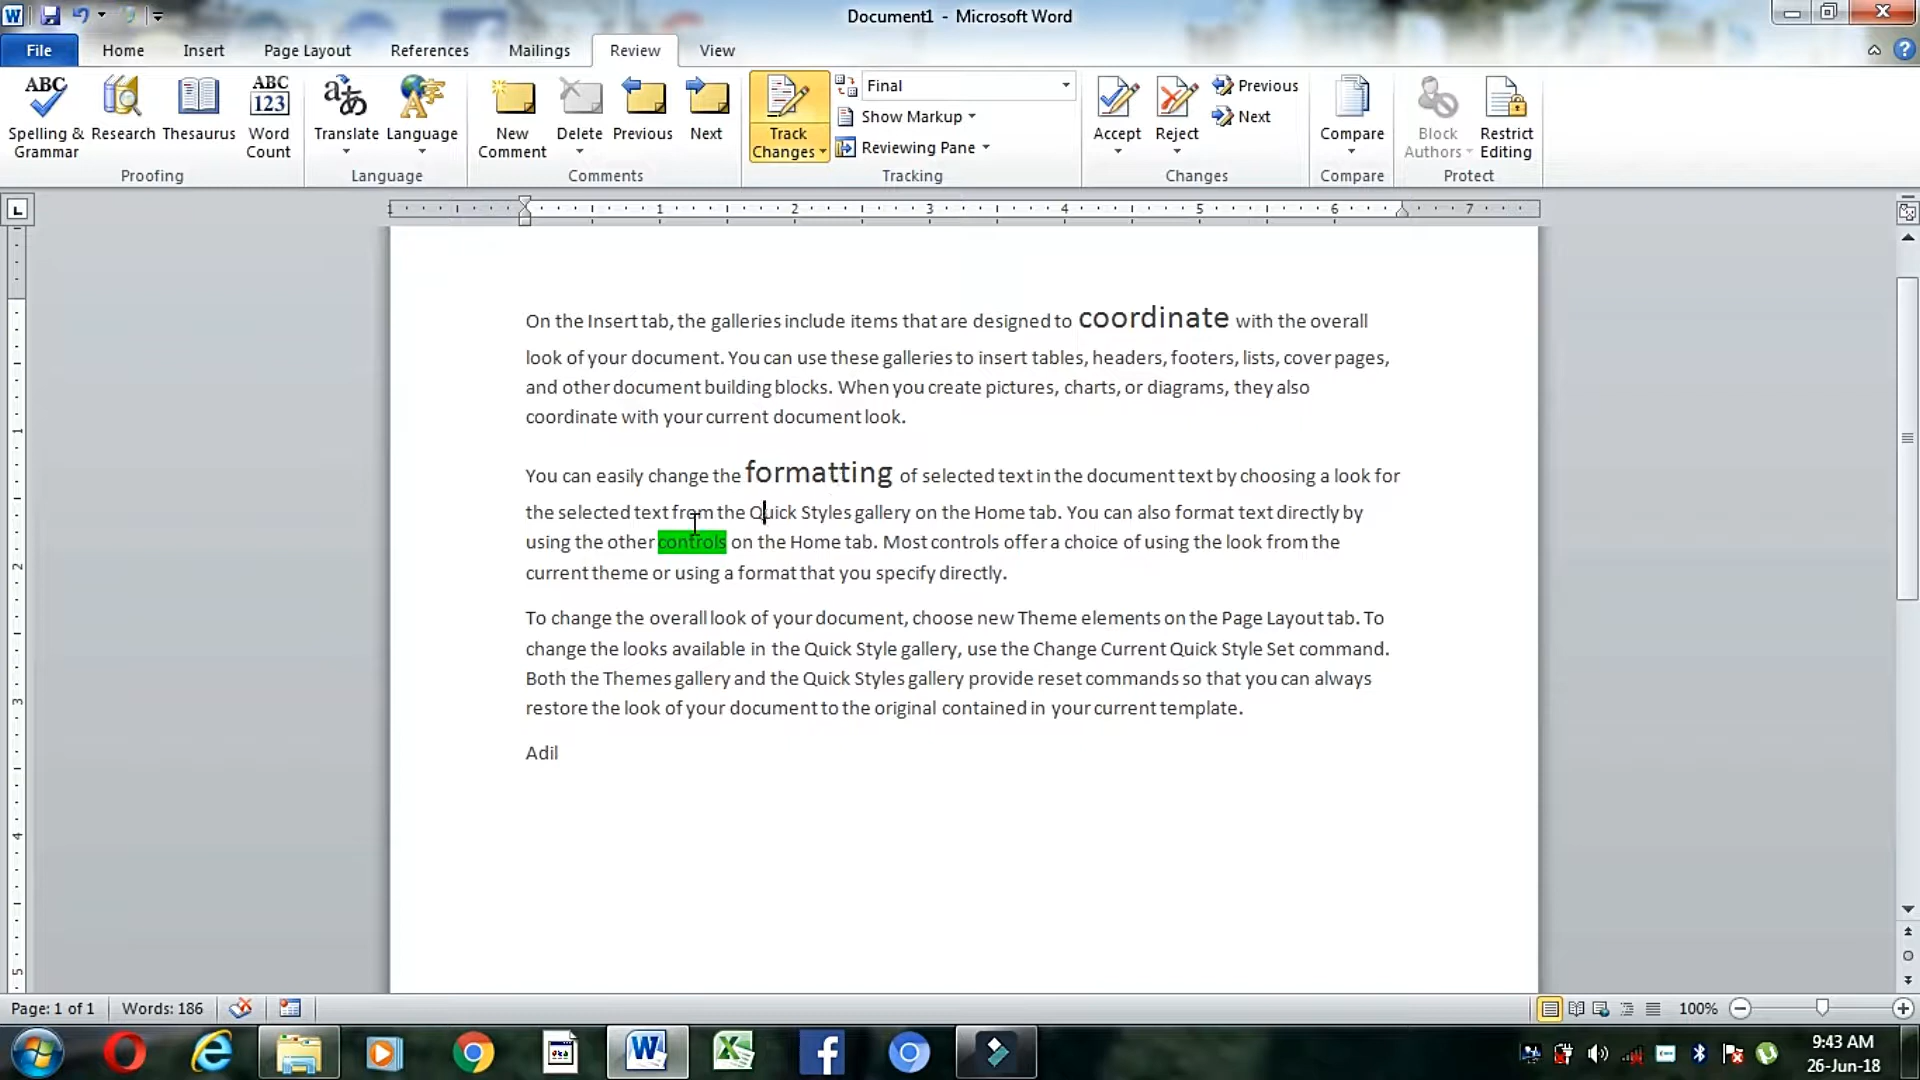 Document1 - Microsoft Word
File Home Insert Page Layout References Mailings Review View
ABC
Spelling & Grammar
Research
Thesaurus
ABC 123
Word Count
Translate
Language
New Comment
Delete
Previous
Next
Track Changes
Final
Show Markup
Reviewing Pane
Accept
Reject
Previous
Next
Compare
Block Authors
Restrict Editing
Proofing Language Comments Tracking Changes Compare Protect
L
1 1 2 3 4 5 6 7
1
2
3
4
5
On the Insert tab, the galleries include items that are designed to coordinate with the overall
look of your document. You can use these galleries to insert tables, headers, footers, lists, cover pages,
and other document building blocks. When you create pictures, charts, or diagrams, they also
coordinate with your current document look.
You can easily change the formatting of selected text in the document text by choosing a look for
the selected text from the Quick Styles gallery on the Home tab. You can also format text directly by
using the other controls on the Home tab. Most controls offer a choice of using the look from the
current theme or using a format that you specify directly.
To change the overall look of your document, choose new Theme elements on the Page Layout tab. To
change the looks available in the Quick Style gallery, use the Change Current Quick Style Set command.
Both the Themes gallery and the Quick Styles gallery provide reset commands so that you can always
restore the look of your document to the original contained in your current template.
Adil
Page: 1 of 1 Words: 186 100%
9:43 AM
26-Jun-18